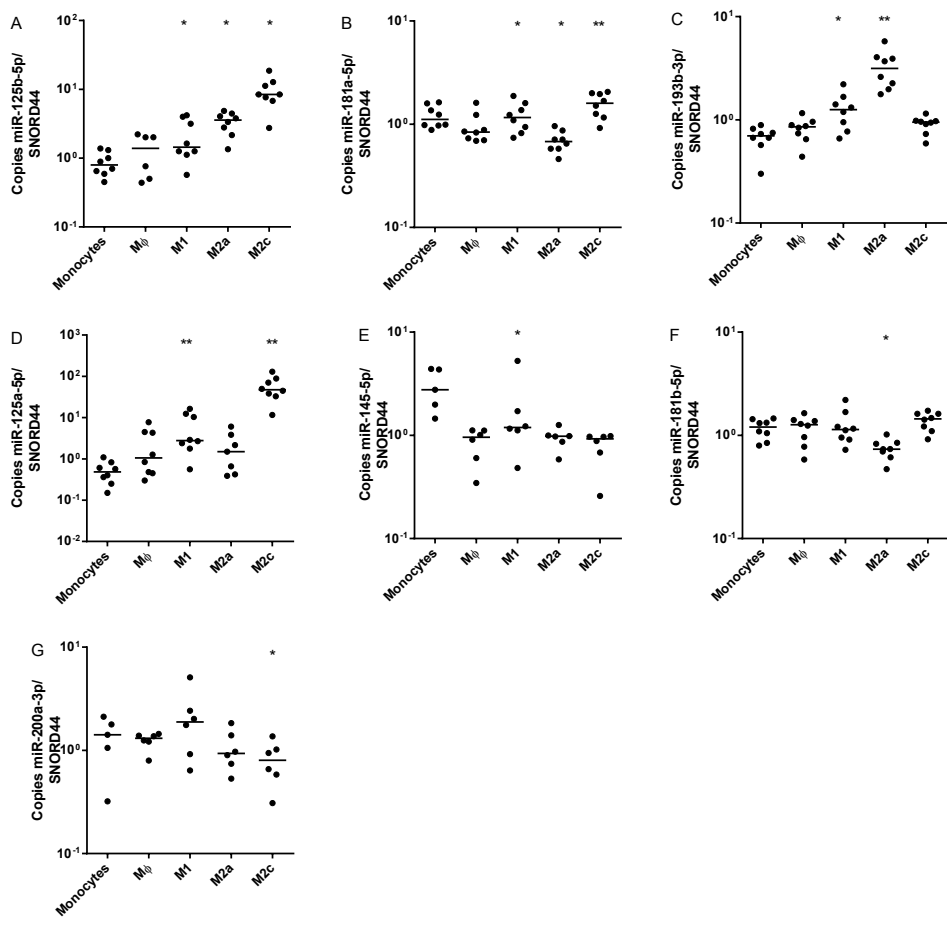 A
Copies miR-125b-5p/
SNORD44
10²
10¹
10⁰
10⁻¹
* * *
Monocytes Mϕ M1 M2a M2c
B
Copies miR-181a-5p/
SNORD44
10¹
10⁰
10⁻¹
* * **
Monocytes Mϕ M1 M2a M2c
C
Copies miR-193b-3p/
SNORD44
10¹
10⁰
10⁻¹
* **
Monocytes Mϕ M1 M2a M2c
D
Copies miR-125a-5p/
SNORD44
10³
10²
10¹
10⁰
10⁻¹
10⁻²
** **
Monocytes Mϕ M1 M2a M2c
E
Copies miR-145-5p/
SNORD44
10¹
10⁰
10⁻¹
*
Monocytes Mϕ M1 M2a M2c
F
Copies miR-181b-5p/
SNORD44
10¹
10⁰
10⁻¹
*
Monocytes Mϕ M1 M2a M2c
G
Copies miR-200a-3p/
SNORD44
10¹
10⁰
10⁻¹
*
Monocytes Mϕ M1 M2a M2c